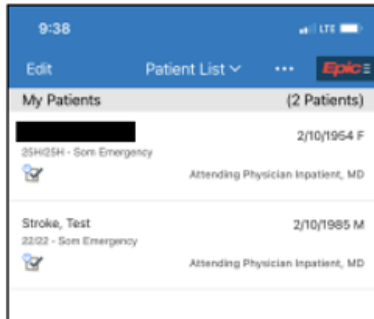 9:38 LTE
Edit Patient List ••• Epic
My Patients (2 Patients)
2/10/1954 F
25H/25H - Som Emergency
Attending Physician Inpatient, MD
Stroke, Test 2/10/1985 M
22/22 - Som Emergency
Attending Physician Inpatient, MD